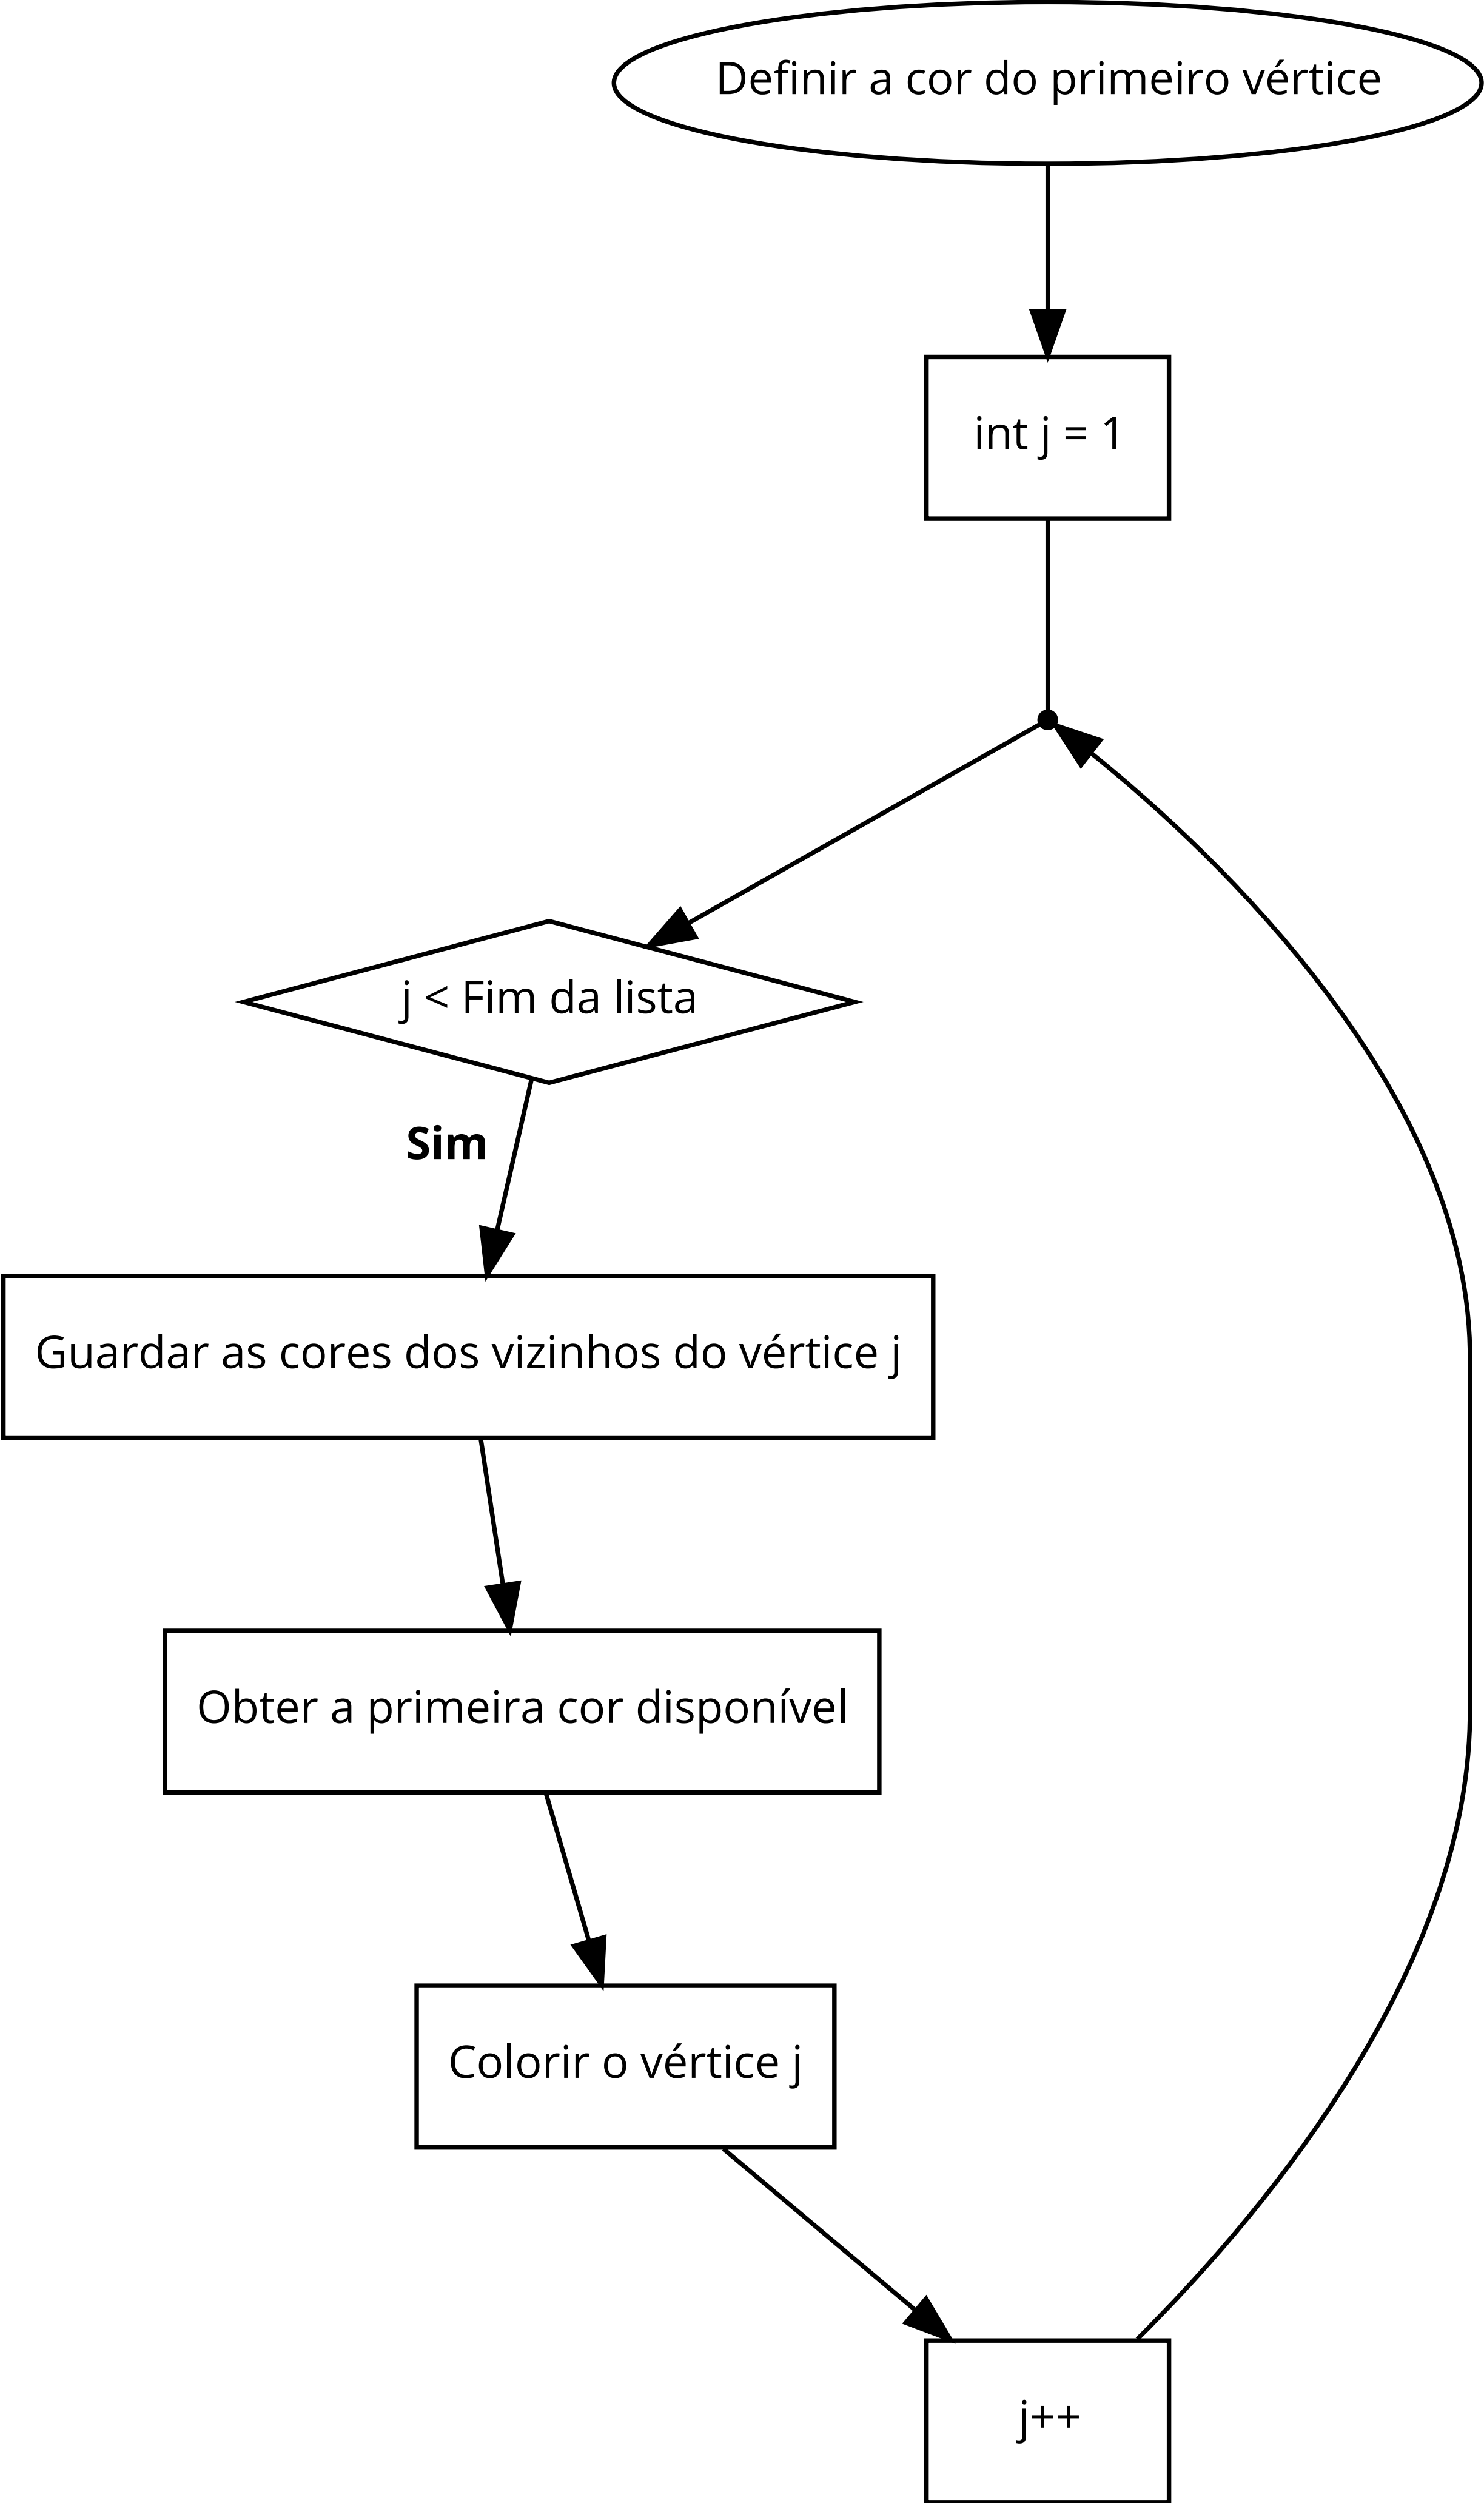 Definir a cor do primeiro vértice
int j = 1
j < Fim da lista
Sim
Guardar as cores dos vizinhos do vértice j
Obter a primeira cor disponível
Colorir o vértice j
j++